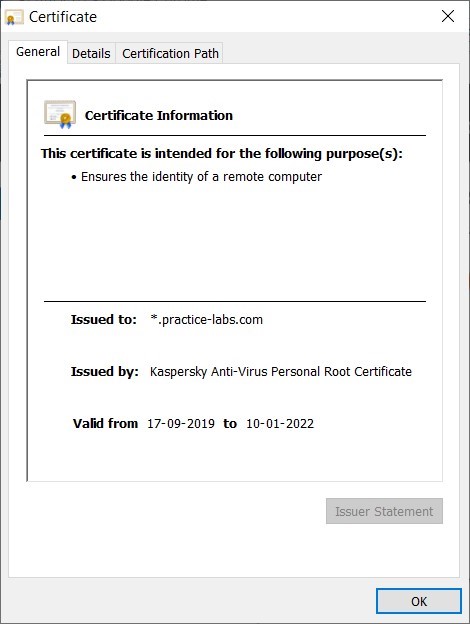 Certificate
General Details Certification Path
Certificate Information
This certificate is intended for the following purpose(s):
• Ensures the identity of a remote computer
Issued to: *.practice-labs.com
Issued by: Kaspersky Anti-Virus Personal Root Certificate
Valid from 17-09-2019 to 10-01-2022
Issuer Statement
OK